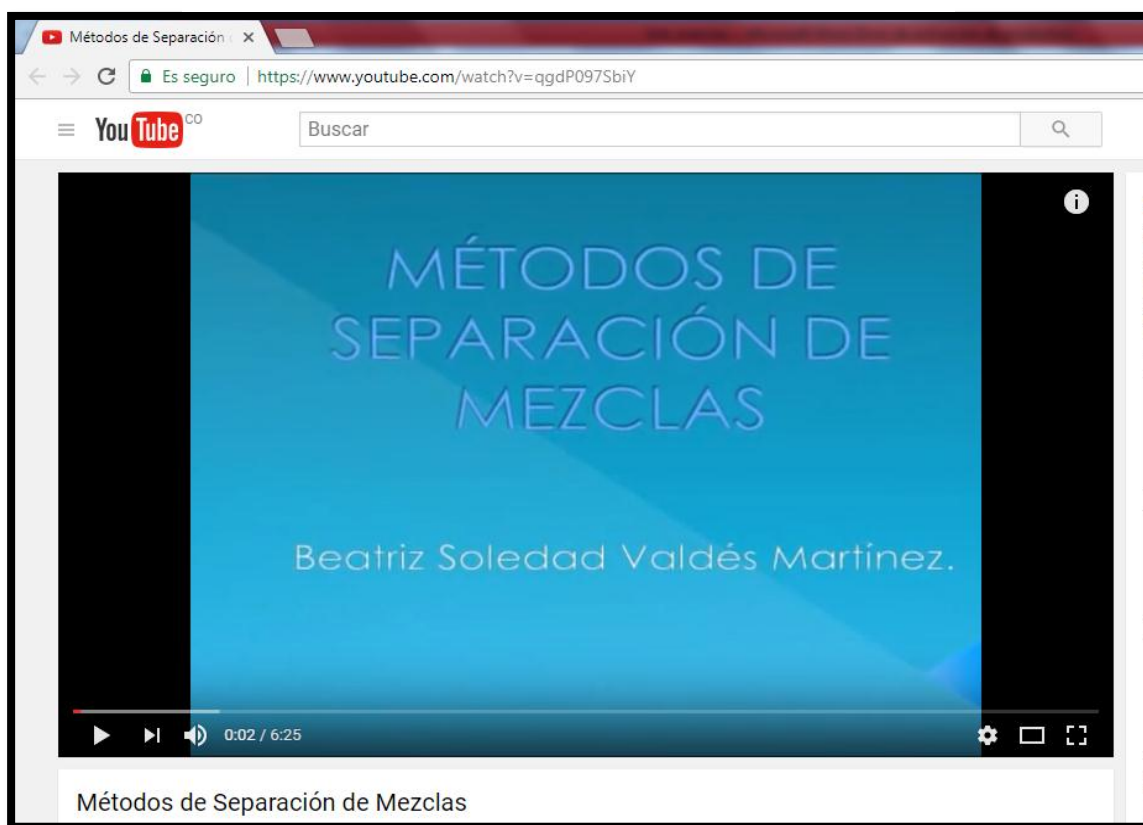 Métodos de Separación
Es seguro | https://www.youtube.com/watch?v=qgdP097SbiY
YouTube CO
Buscar
MÉTODOS DE
SEPARACIÓN DE
MEZCLAS
Beatriz Soledad Valdés Martínez.
0:02 / 6:25
Métodos de Separación de Mezclas